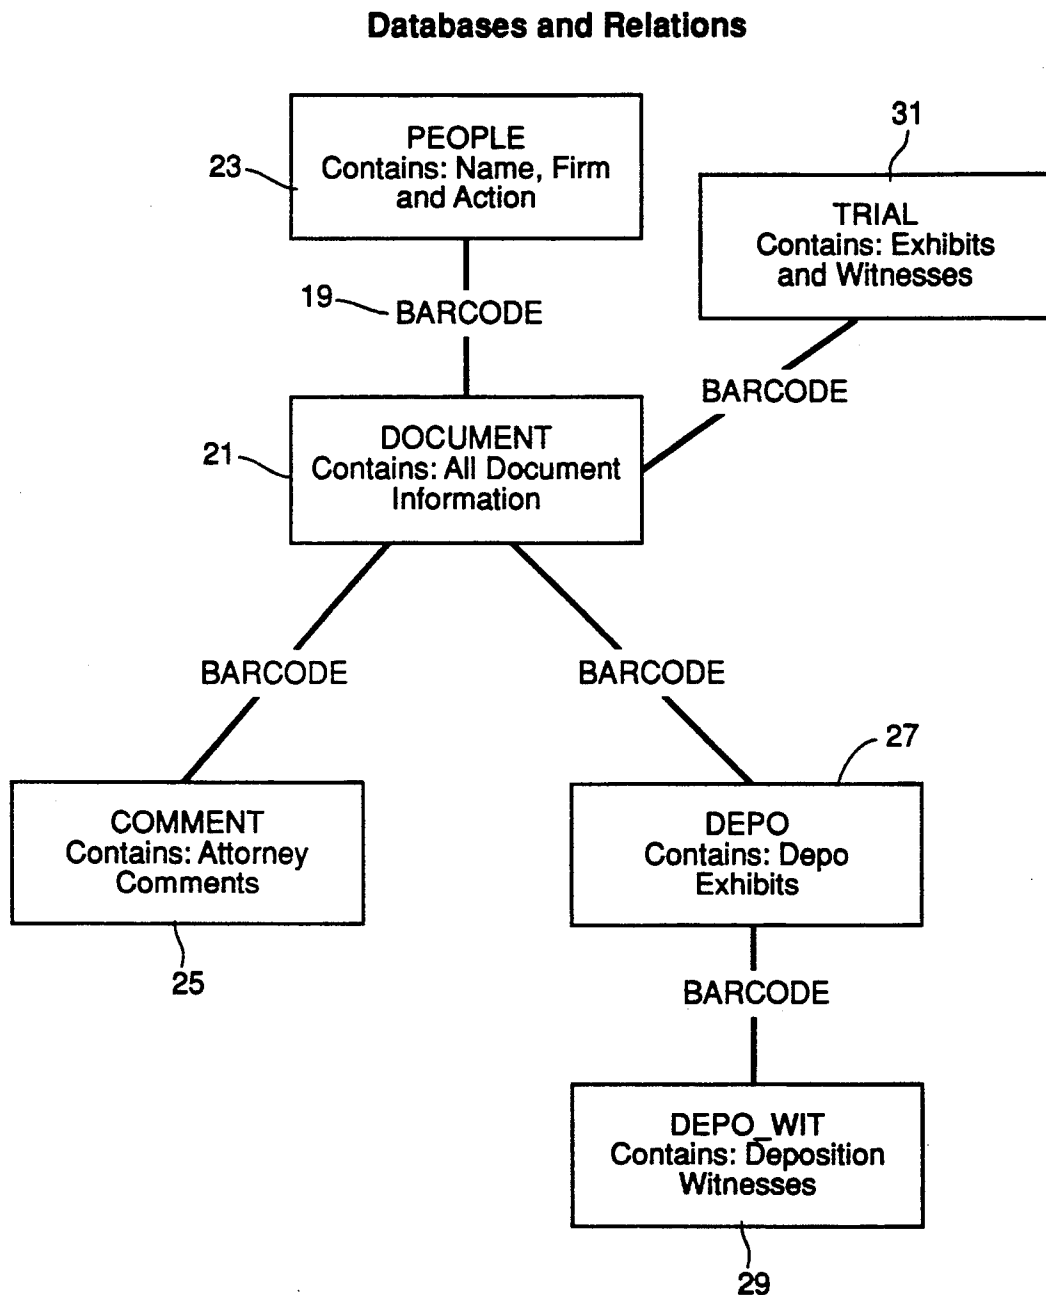 Databases and Relations
31
PEOPLE
Contains: Name, Firm
and Action
23
TRIAL
Contains: Exhibits
and Witnesses
19
BARCODE
BARCODE
DOCUMENT
Contains: All Document
Information
21
BARCODE
BARCODE
27
COMMENT
Contains: Attorney
Comments
DEPO
Contains: Depo
Exhibits
25
BARCODE
DEPO_WIT
Contains: Deposition
Witnesses
29